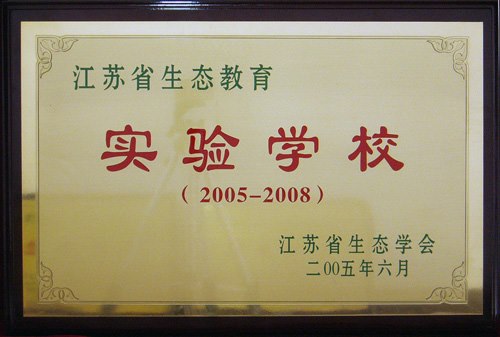 江苏省生态教育
实验学校
（2005-2008）
江苏省生态学会
二00五年六月